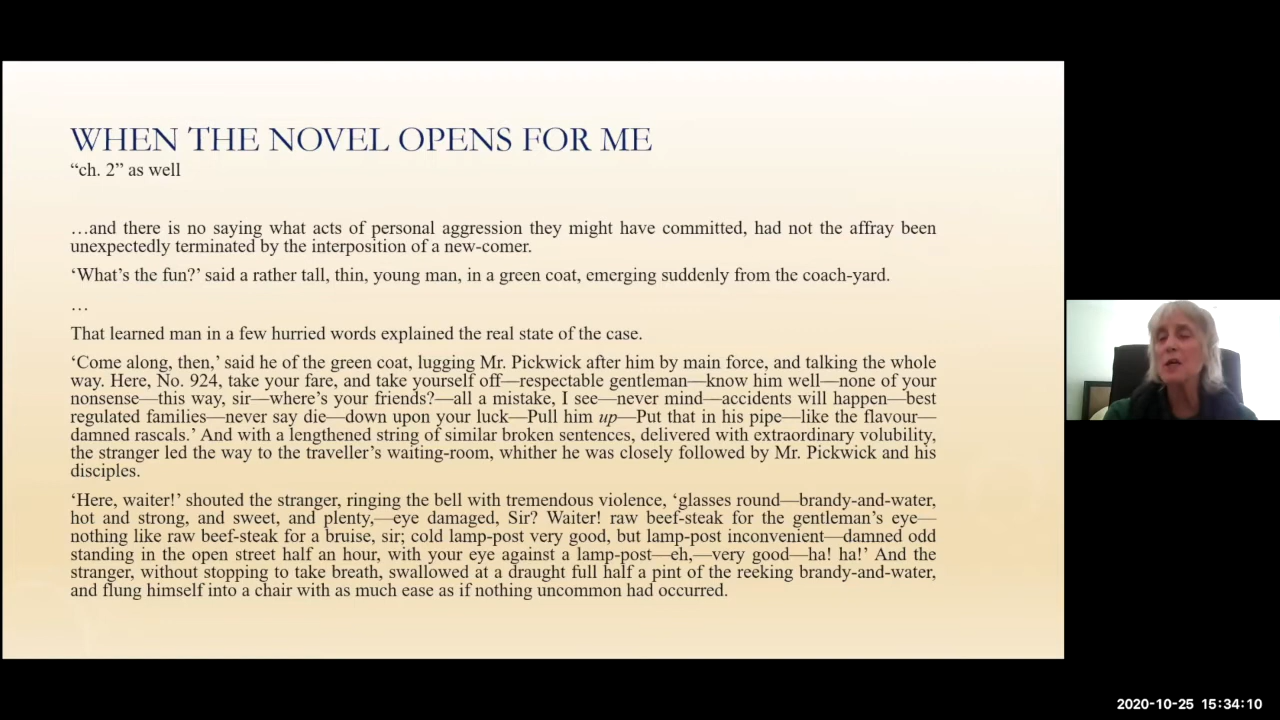 WHEN THE NOVEL OPENS FOR ME
“ch. 2” as well
…and there is no saying what acts of personal aggression they might have committed, had not the affray been
unexpectedly terminated by the interposition of a new-comer.
‘What’s the fun?’ said a rather tall, thin, young man, in a green coat, emerging suddenly from the coach-yard.
…
That learned man in a few hurried words explained the real state of the case.
‘Come along, then,’ said he of the green coat, lugging Mr. Pickwick after him by main force, and talking the whole
way. Here, No. 924, take your fare, and take yourself off—respectable gentleman—know him well—none of your
nonsense—this way, sir—where’s your friends?—all a mistake, I see—never mind—accidents will happen—best
regulated families—never say die—down upon your luck—Pull him up—Put that in his pipe—like the flavour—
damned rascals.’ And with a lengthened string of similar broken sentences, delivered with extraordinary volubility,
the stranger led the way to the traveller’s waiting-room, whither he was closely followed by Mr. Pickwick and his
disciples.
‘Here, waiter!’ shouted the stranger, ringing the bell with tremendous violence, ‘glasses round—brandy-and-water,
hot and strong, and sweet, and plenty,—eye damaged, Sir? Waiter! raw beef-steak for the gentleman’s eye—
nothing like raw beef-steak for a bruise, sir; cold lamp-post very good, but lamp-post inconvenient—damned odd
standing in the open street half an hour, with your eye against a lamp-post—eh,—very good—ha! ha!’ And the
stranger, without stopping to take breath, swallowed at a draught full half a pint of the reeking brandy-and-water,
and flung himself into a chair with as much ease as if nothing uncommon had occurred.
2020-10-25 15:34:10